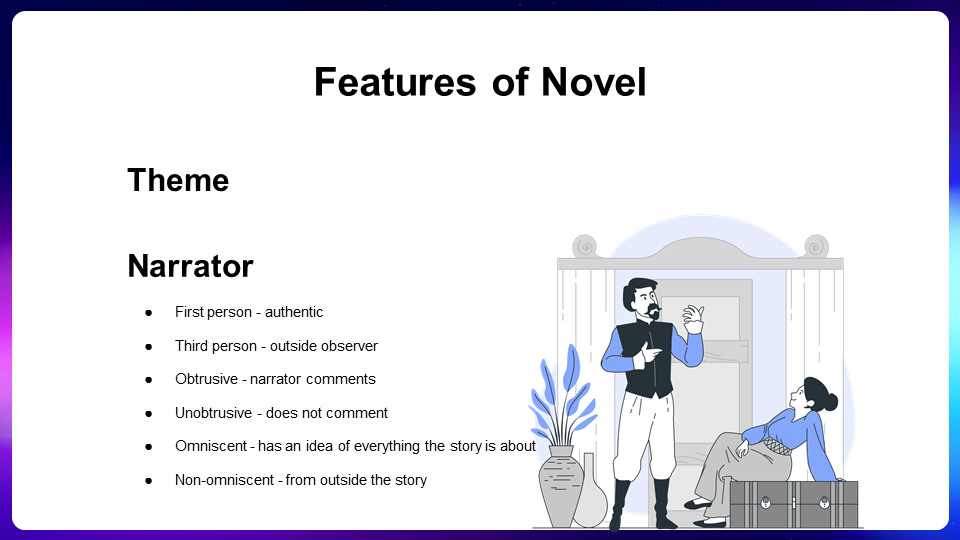 Features of Novel
Theme
Narrator
● First person - authentic
● Third person - outside observer
● Obtrusive - narrator comments
● Unobtrusive - does not comment
● Omniscent - has an idea of everything the story is about
● Non-omniscent - from outside the story